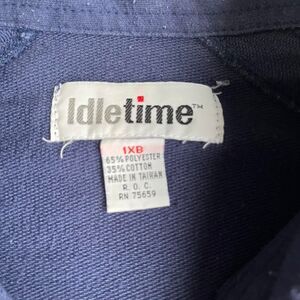 Idletime™
1XB
65% POLYESTER
35% COTTON
MADE IN TAIWAN
R. O. C.
RN 75659